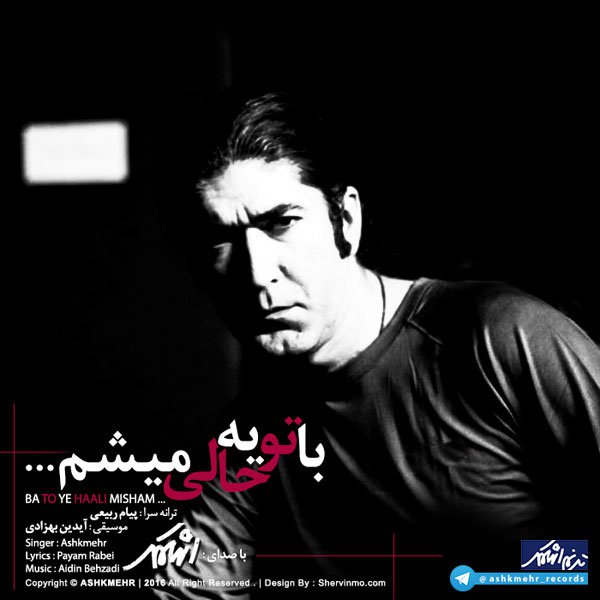 با تو یه حالی میشم ...
BA TO YE HAALI MISHAM ...
ترانه سرا : پیام ربیعی
موسیقی : آیدین بهزادی
Singer : Ashkmehr
Lyrics : Payam Rabei
Music : Aidin Behzadi
با صدای : اشکمهر
Copyright © ASHKMEHR | 2016 All Right Reserved . | Design By : Shervinmo.com
@ashkmehr_records